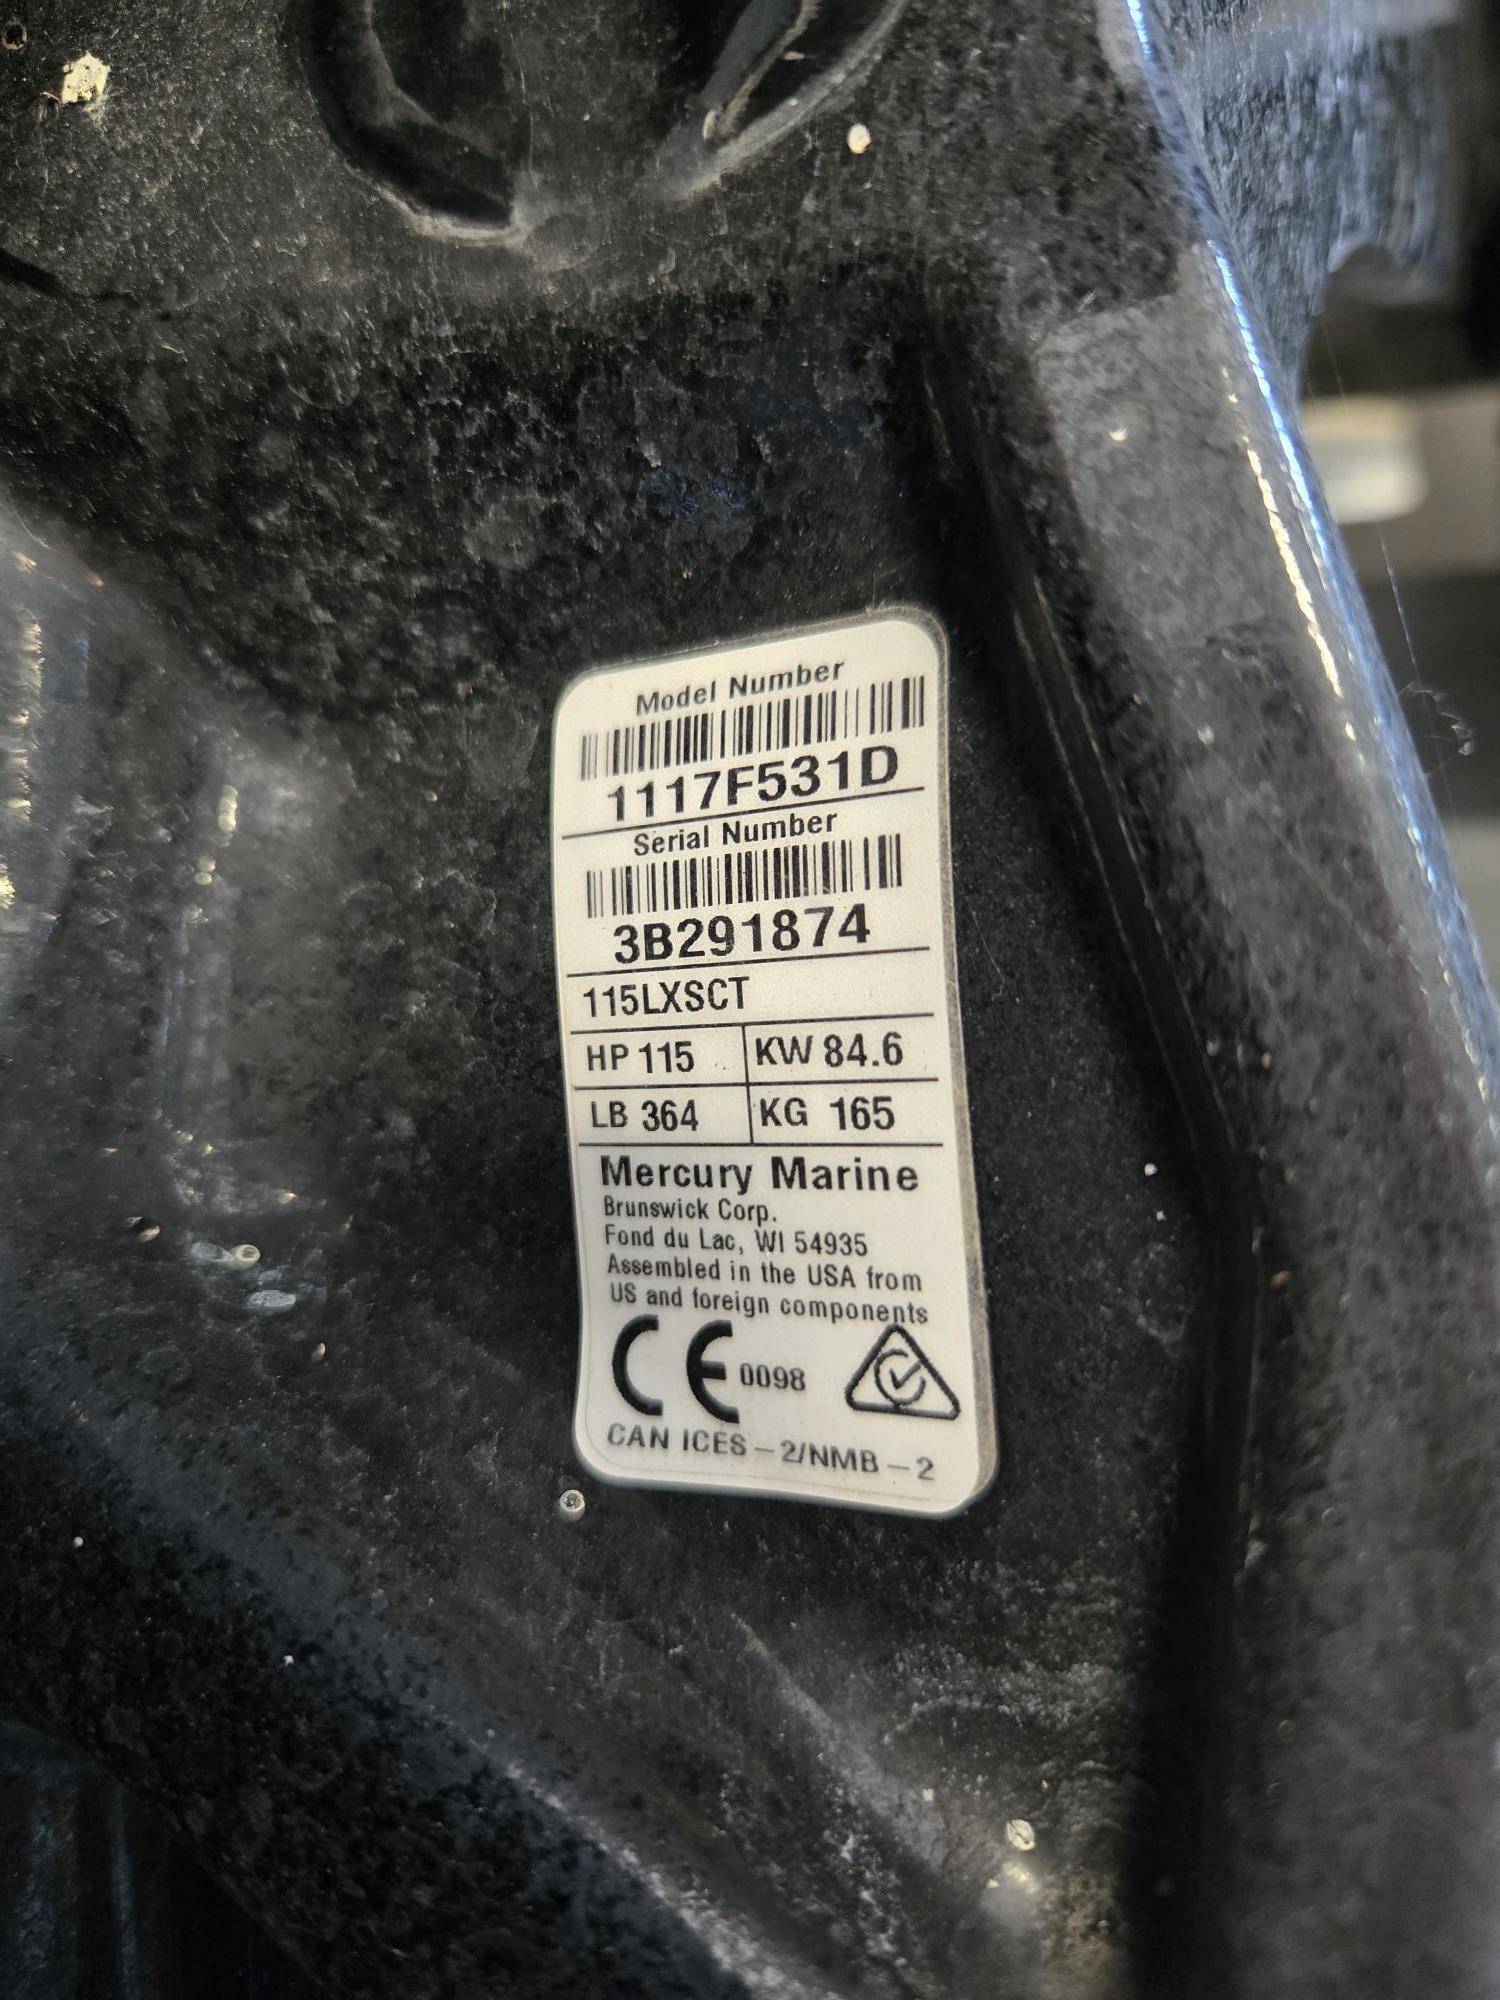 Model Number
1117F531D
Serial Number
3B291874
115LXSCT
HP 115 KW 84.6
LB 364 KG 165
Mercury Marine
Brunswick Corp.
Fond du Lac, WI 54935
Assembled in the USA from
US and foreign components
CE 0098
CAN ICES-2/NMB-2